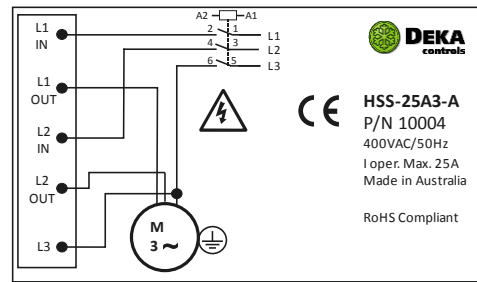 L1
IN
L1
OUT
L2
IN
L2
OUT
L3
A2 A1
2 1 L1
4 3 L2
6 5 L3
M
3 ~
CE
DEKA
controls
HSS-25A3-A
P/N 10004
400VAC/50Hz
I oper. Max. 25A
Made in Australia
RoHS Compliant